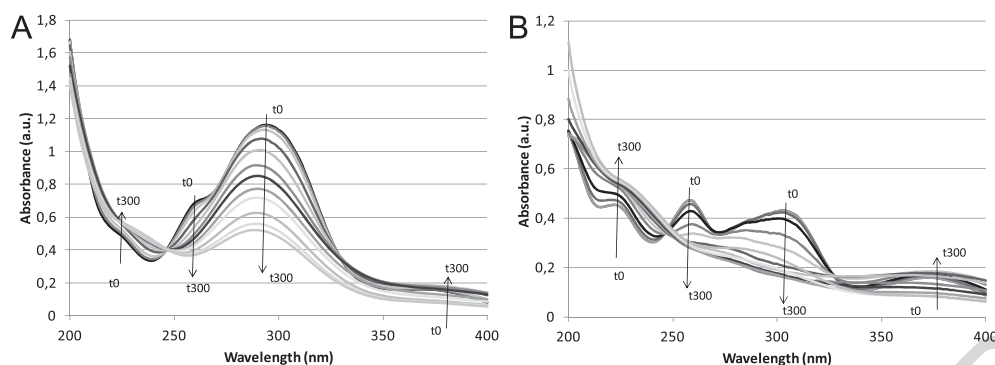 A
Absorbance (a.u.)
1,8
1,6
1,4
1,2
1
0,8
0,6
0,4
0,2
0
t0
t0
t300
t0
t300
t300
t300
t0
200
250
300
350
400
Wavelength (nm)
B
Absorbance (a.u.)
1,2
1
0,8
0,6
0,4
0,2
0
t300
t0
t0
t0
t300
t300
t300
t0
200
250
300
350
400
Wavelength (nm)